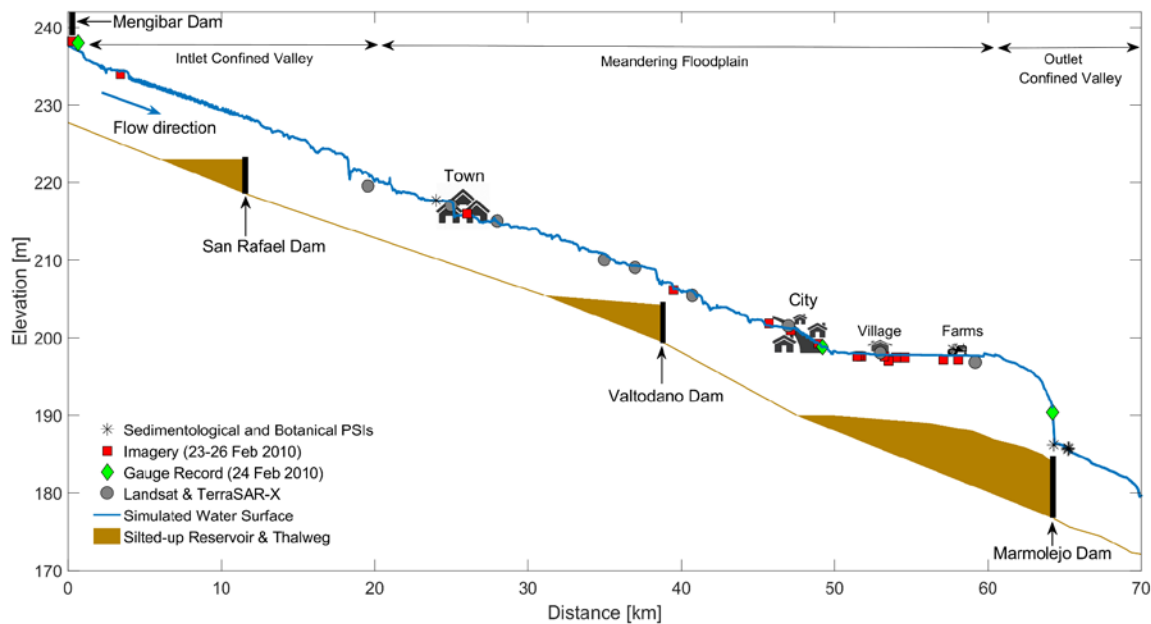 242
240
230
220
210
200
190
180
170
Elevation [m]
Mengibar Dam
Intlet Confined Valley
Meandering Floodplain
Outlet
Confined Valley
Flow direction
Town
San Rafael Dam
City
Village
Farms
Valtodano Dam
Sedimentological and Botanical PSIs
Imagery (23-26 Feb 2010)
Gauge Record (24 Feb 2010)
Landsat & TerraSAR-X
Simulated Water Surface
Silted-up Reservoir & Thalweg
Marmolejo Dam
0 10 20 30 40 50 60 70
Distance [km]